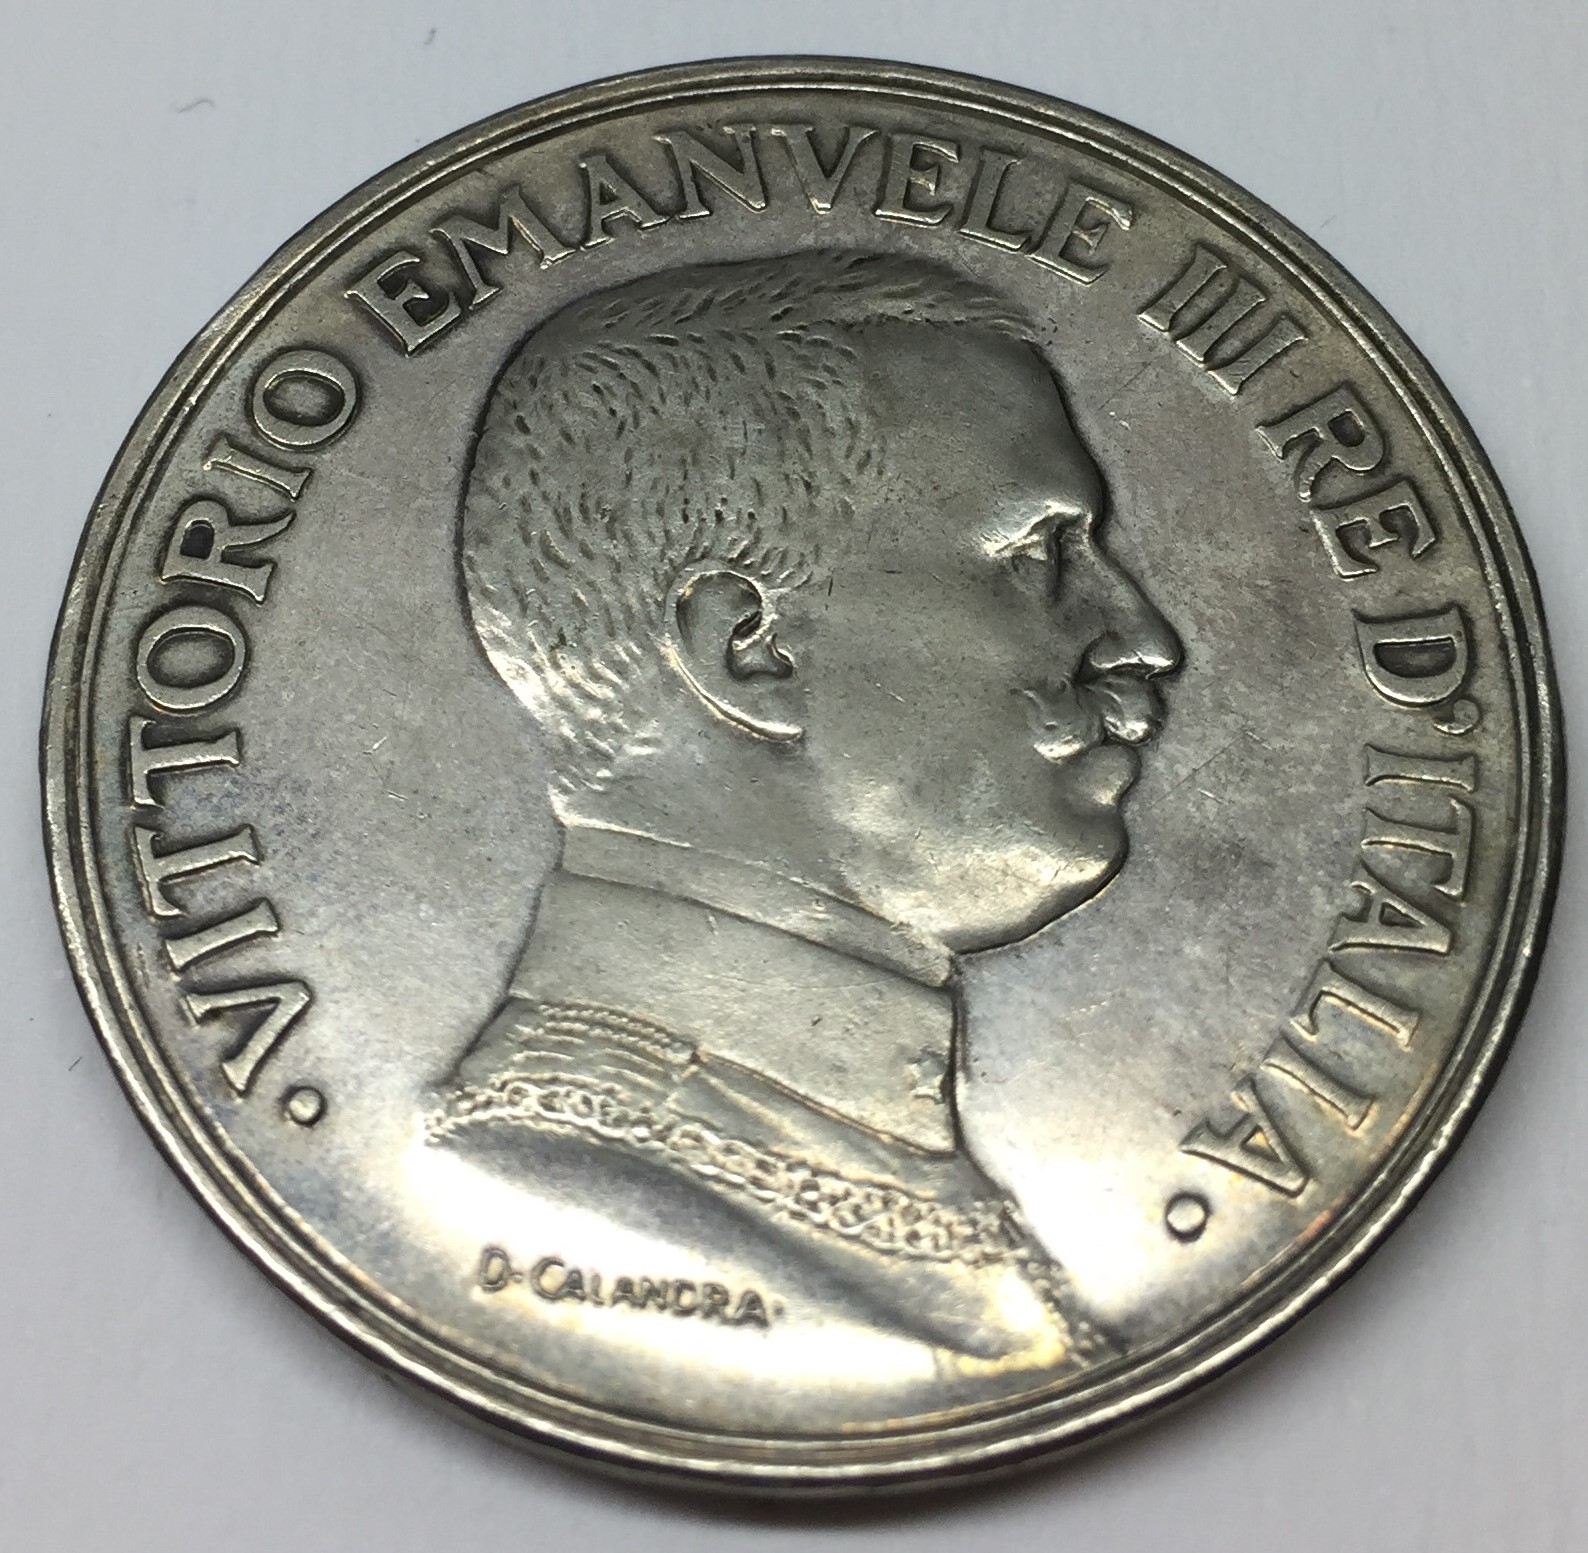 • VITTORIO EMANVELE III RE D'ITALIA •
D. CALANDRA